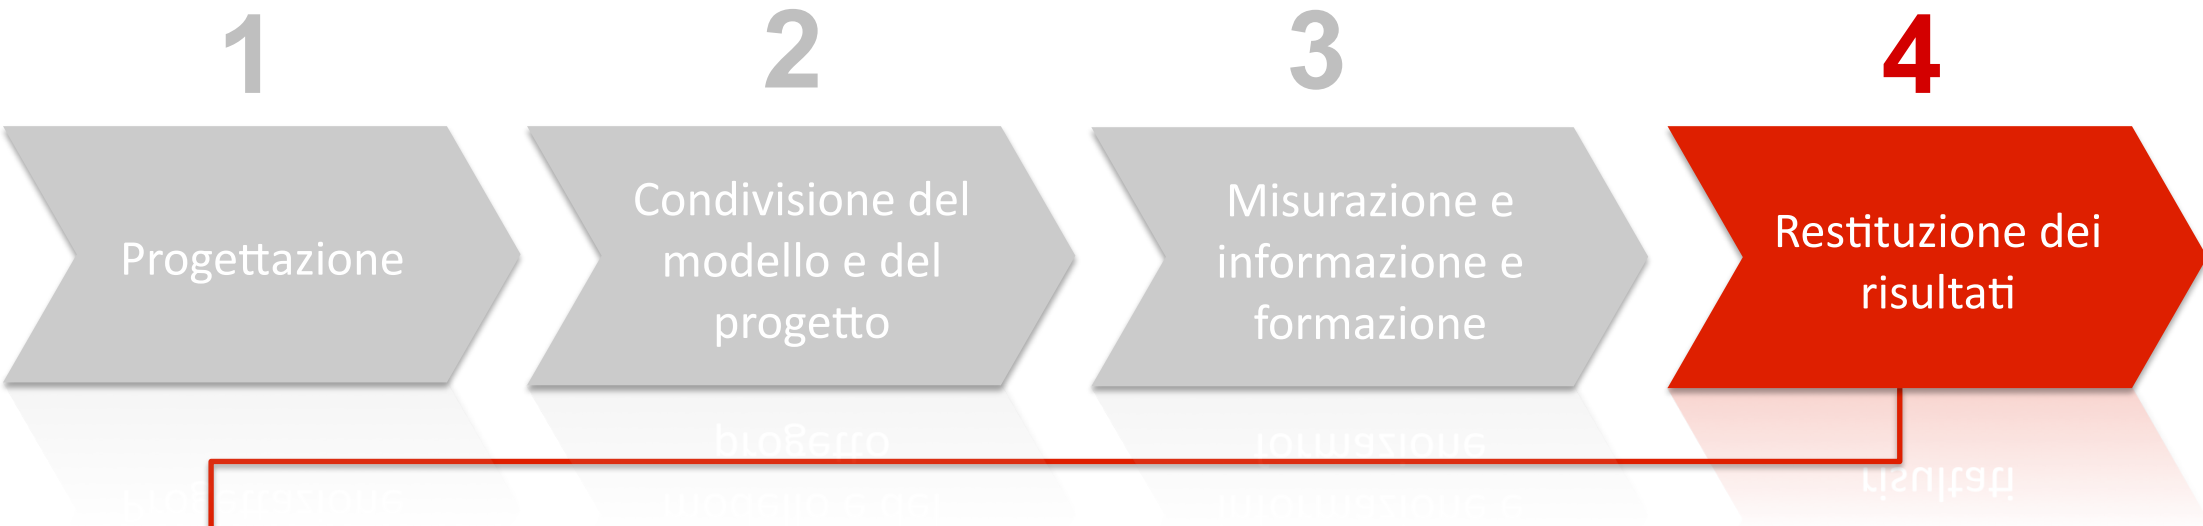 1
2
3
4
Progettazione
Condivisione del
modello e del
progetto
Misurazione e
informazione e
formazione
Restituzione dei
risultati